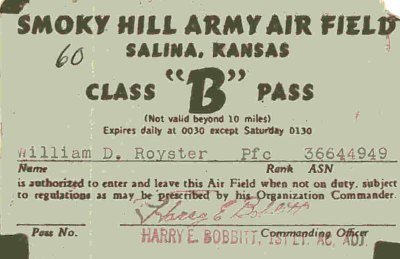 SMOKY HILL ARMY AIR FIELD
SALINA, KANSAS
60
CLASS "B" PASS
(Not valid beyond 10 miles)
Expires daily at 0030 except Saturday 0130
William D. Royster Pfc 36644949
Name Rank ASN
is authorized to enter and leave this Air Field when not on duty, subject
to regulations as may be prescribed by his Organization Commander.
Harry E Bobbitt
Pass No. HARRY E. BOBBITT, 1ST LT. AC, ADJ. Commanding Officer